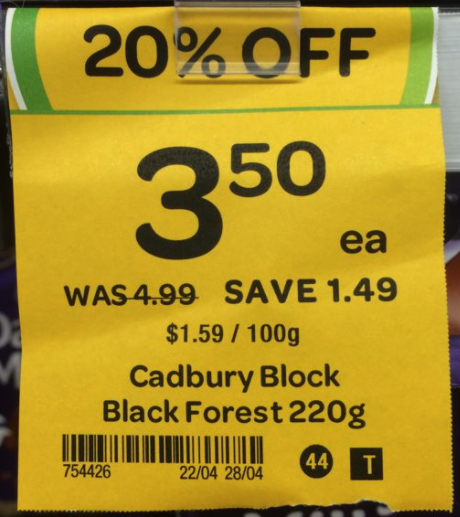 20% OFF
3 50
ea
WAS 4.99 SAVE 1.49
$1.59 / 100g
Cadbury Block
Black Forest 220g
754426 22/04 28/04 44 T